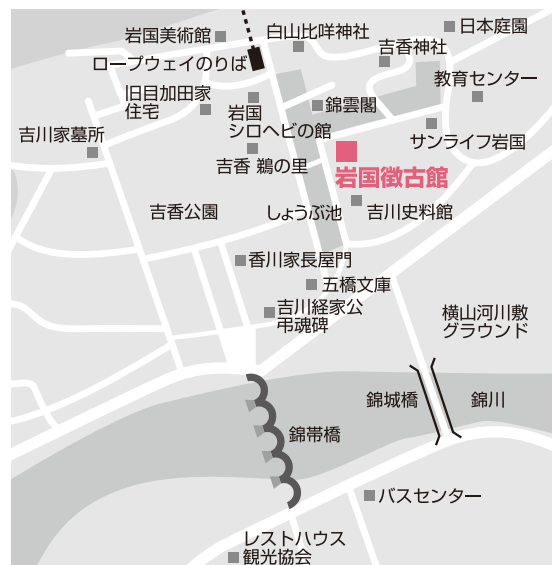 日本庭園
岩国美術館
白山比咩神社
吉香神社
ロープウェイのりば
教育センター
旧目加田家
住宅
岩国
シロヘビの館
錦雲閣
サンライフ岩国
吉川家墓所
吉香 鵜の里
岩国徴古館
吉香公園
しょうぶ池
吉川史料館
香川家長屋門
五橋文庫
吉川経家公
弔魂碑
横山河川敷
グラウンド
錦城橋
錦川
錦帯橋
バスセンター
レストハウス
観光協会